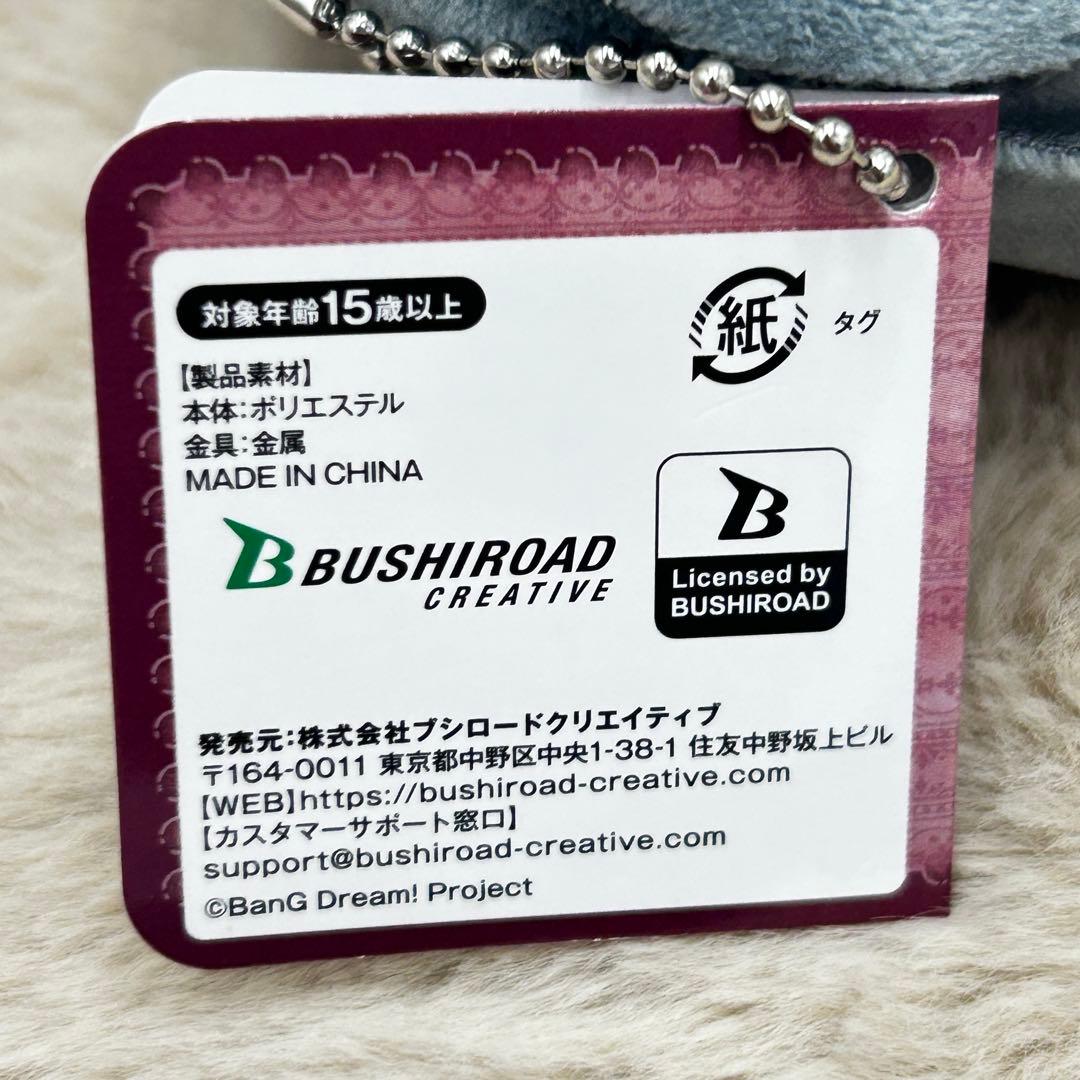 対象年齢15歳以上
紙 タグ
【製品素材】
本体:ポリエステル
金具:金属
MADE IN CHINA
B BUSHIROAD
CREATIVE
B
Licensed by
BUSHIROAD
発売元:株式会社ブシロードクリエイティブ
〒164-0011 東京都中野区中央1-38-1 住友中野坂上ビル
【WEB】https://bushiroad-creative.com
【カスタマーサポート窓口】
support@bushiroad-creative.com
©BanG Dream! Project